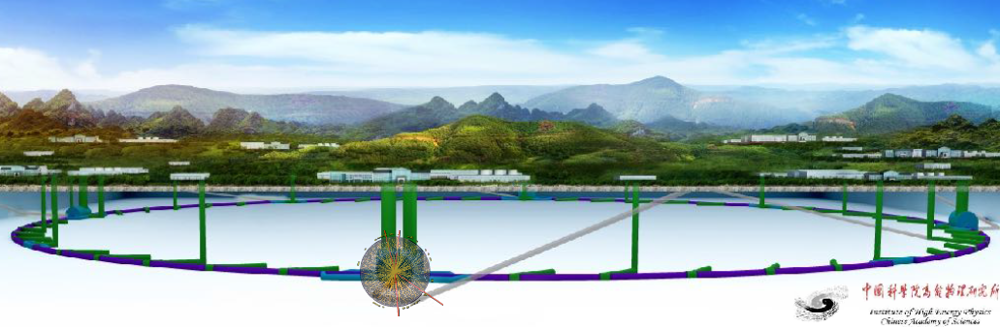 中国科学院高能物理研究所
Institute of High Energy Physics
Chinese Academy of Sciences